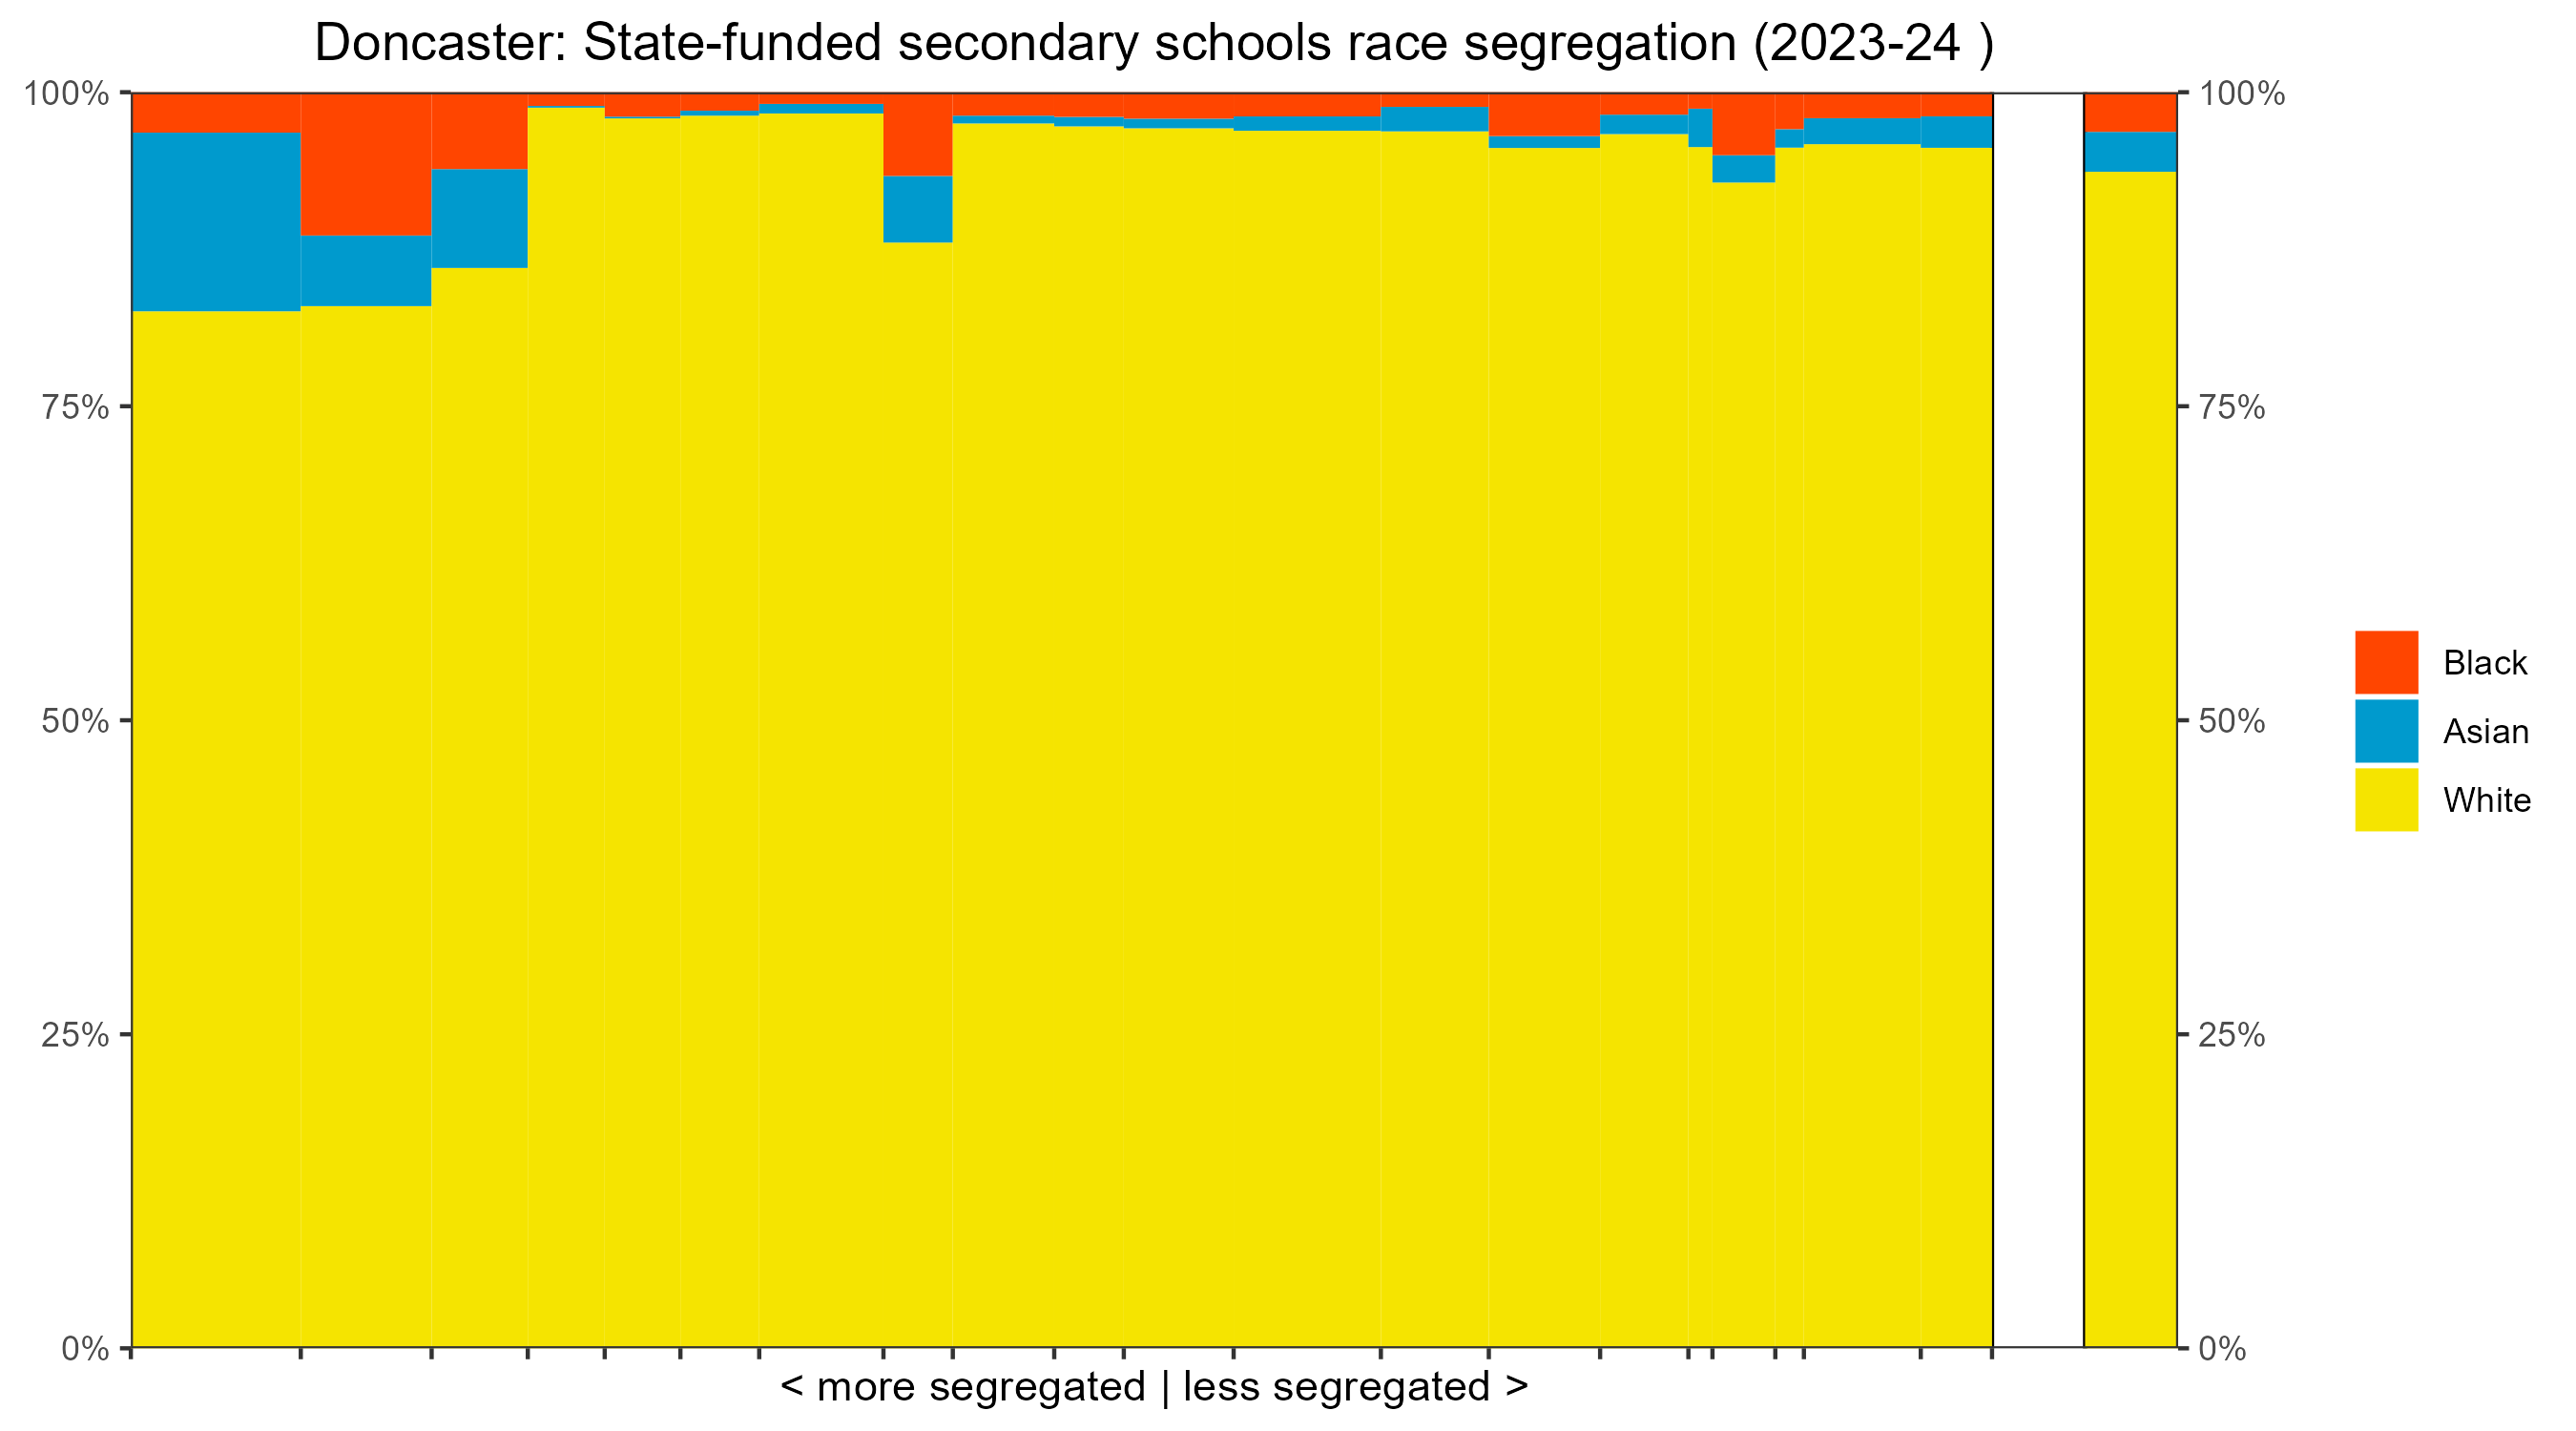 Doncaster: State-funded secondary schools race segregation (2023-24 )
100%
75%
50%
25%
0%
100%
75%
50%
25%
0%
Black
Asian
White
< more segregated | less segregated >